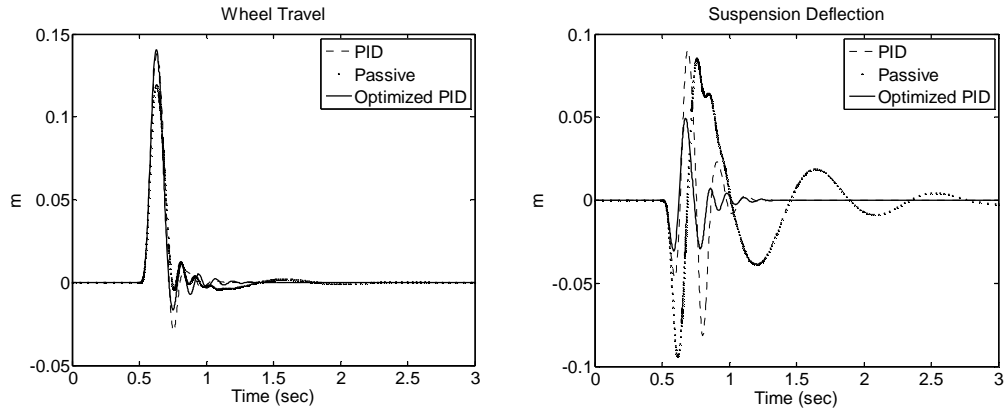 Wheel Travel
0.15
0.1
0.05
0
-0.05
m
0
0.5
1
1.5
2
2.5
3
Time (sec)
PID
Passive
Optimized PID
Suspension Deflection
0.1
0.05
0
-0.05
-0.1
m
0
0.5
1
1.5
2
2.5
3
Time (sec)
PID
Passive
Optimized PID